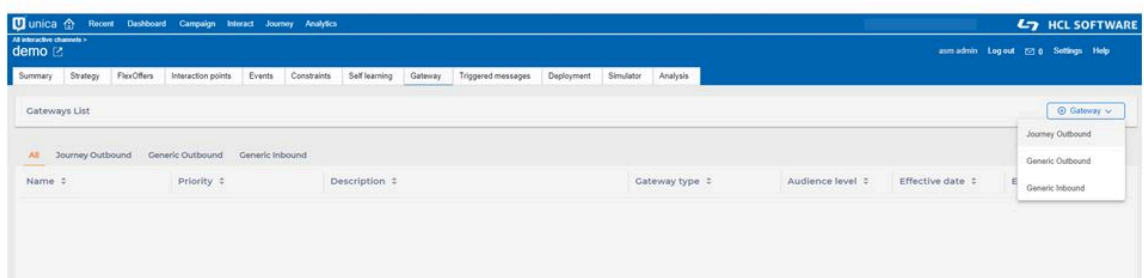 unica Recent Dashboard Campaign Interact Journey Analytics HCL SOFTWARE
All interactive channels >
demo asm admin Log out 0 Settings Help
Summary Strategy FlexOffers Interaction points Events Constraints Self learning Gateway Triggered messages Deployment Simulator Analysis
Gateways List Gateway
Journey Outbound
All Journey Outbound Generic Outbound Generic Inbound
Generic Outbound
Name Priority Description Gateway type Audience level Effective date E
Generic Inbound